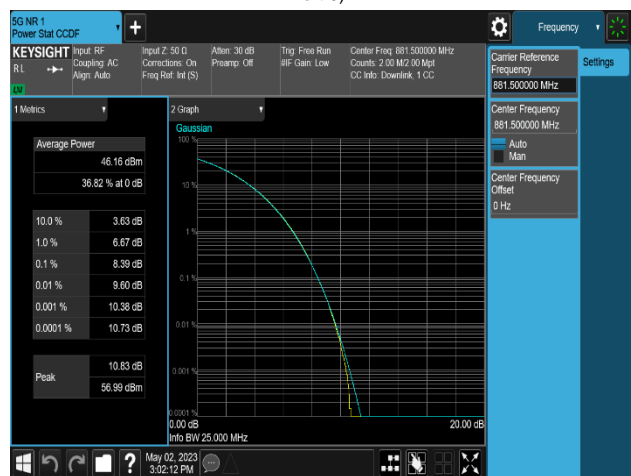 5G NR 1
Power Stat CCDF
Frequency
KEYSIGHT
Input: RF
Coupling: AC
Align: Auto
Input Z: 50 Ω
Corrections: On
Freq Ref: Int (S)
Atten: 30 dB
Preamp: Off
Trig: Free Run
#IF Gain: Low
Center Freq: 881.500000 MHz
Counts: 2.00 M/2.00 Mpt
CC Info: Downlink, 1 CC
R L
Carrier Reference
Frequency
881.500000 MHz
Settings
Center Frequency
881.500000 MHz
Auto
Man
Center Frequency
Offset
0 Hz
1 Metrics
Average Power
46.16 dBm
36.82 % at 0 dB
10.0 % 3.63 dB
1.0 % 6.67 dB
0.1 % 8.39 dB
0.01 % 9.60 dB
0.001 % 10.38 dB
0.0001 % 10.73 dB
Peak
10.83 dB
56.99 dBm
2 Graph
Gaussian
100 %
10 %
1 %
0.1 %
0.01 %
0.001 %
0.0001 %
0.00 dB 20.00 dB
Info BW 25.000 MHz
?
May 02, 2023
3:02:12 PM